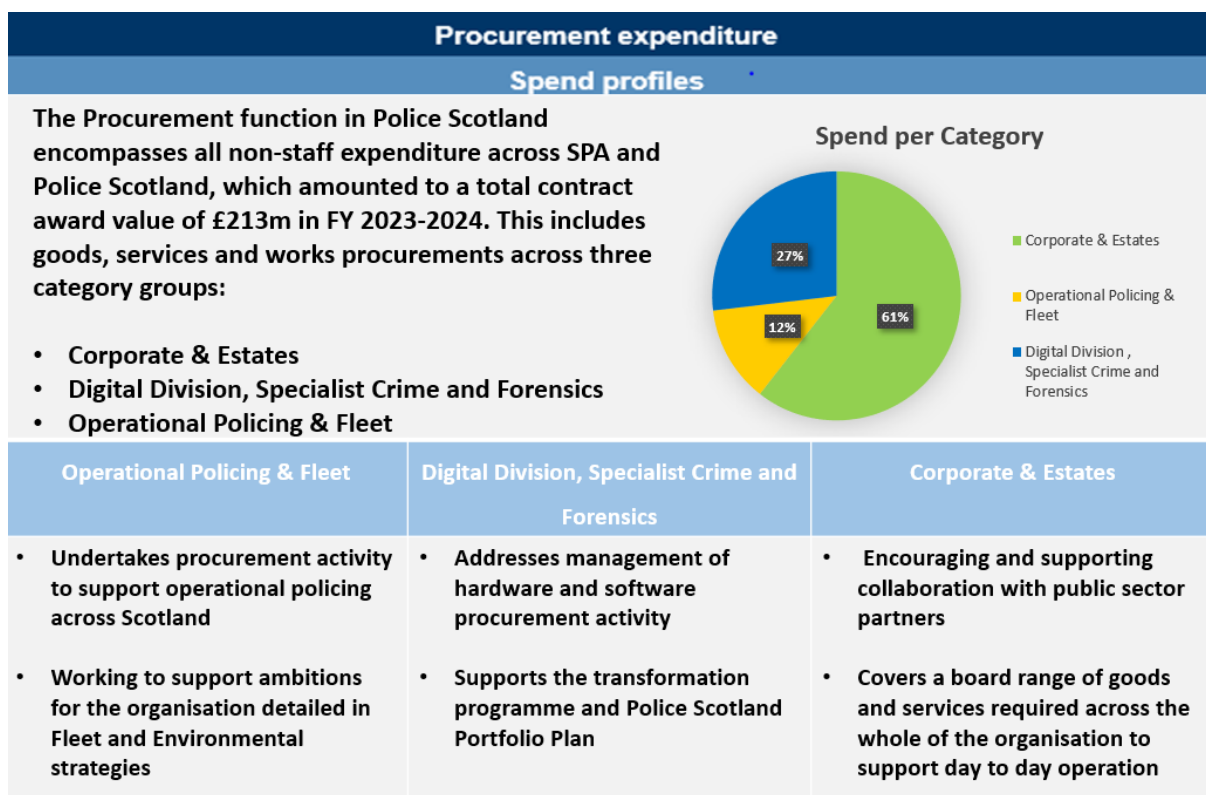 Procurement expenditure
Spend profiles
The Procurement function in Police Scotland
encompasses all non-staff expenditure across SPA and
Police Scotland, which amounted to a total contract
award value of £213m in FY 2023-2024. This includes
goods, services and works procurements across three
category groups:
• Corporate & Estates
• Digital Division, Specialist Crime and Forensics
• Operational Policing & Fleet
Spend per Category
27%
12%
61%
Corporate & Estates
Operational Policing &
Fleet
Digital Division ,
Specialist Crime and
Forensics
Operational Policing & Fleet
• Undertakes procurement activity
to support operational policing
across Scotland
• Working to support ambitions
for the organisation detailed in
Fleet and Environmental
strategies
Digital Division, Specialist Crime and
Forensics
• Addresses management of
hardware and software
procurement activity
• Supports the transformation
programme and Police Scotland
Portfolio Plan
Corporate & Estates
• Encouraging and supporting
collaboration with public sector
partners
• Covers a board range of goods
and services required across the
whole of the organisation to
support day to day operation